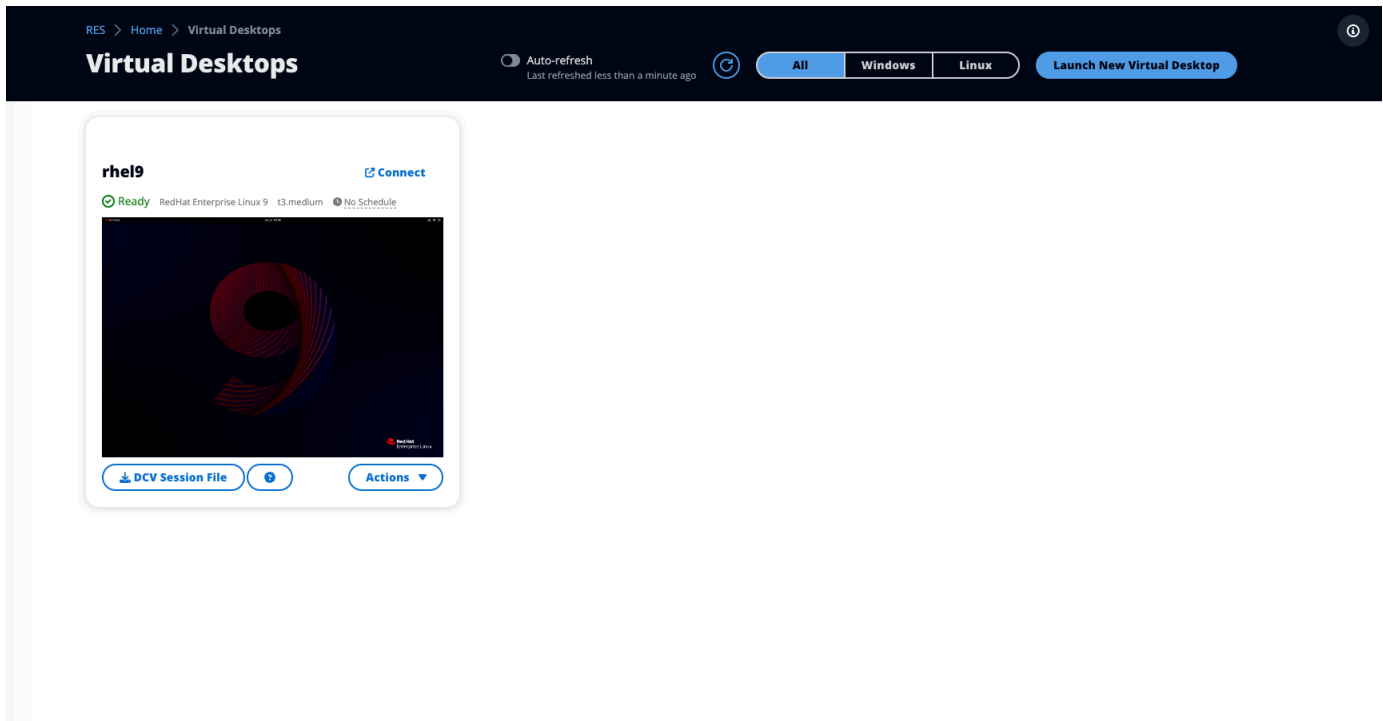 RES > Home > Virtual Desktops
Virtual Desktops
Auto-refresh
Last refreshed less than a minute ago
All Windows Linux
Launch New Virtual Desktop
rhel9
Connect
Ready RedHat Enterprise Linux 9 t3.medium No Schedule
Red Hat
Enterprise Linux
DCV Session File
Actions